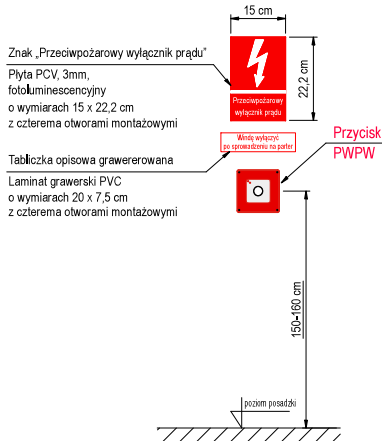 15 cm
Znak „Przeciwpożarowy wyłącznik prądu"
Płyta PCV, 3mm,
fotoluminescencyjny
o wymiarach 15 x 22,2 cm
z czterema otworami montażowymi
Przeciwpożarowy
wyłącznik prądu
22,2 cm
Windę wyłączyć
po sprowadzeniu na parter
Tabliczka opisowa grawererowana
Laminat grawerski PVC
o wymiarach 20 x 7,5 cm
z czterema otworami montażowymi
Przycisk
PWPW
150-160 cm
poziom posadzki